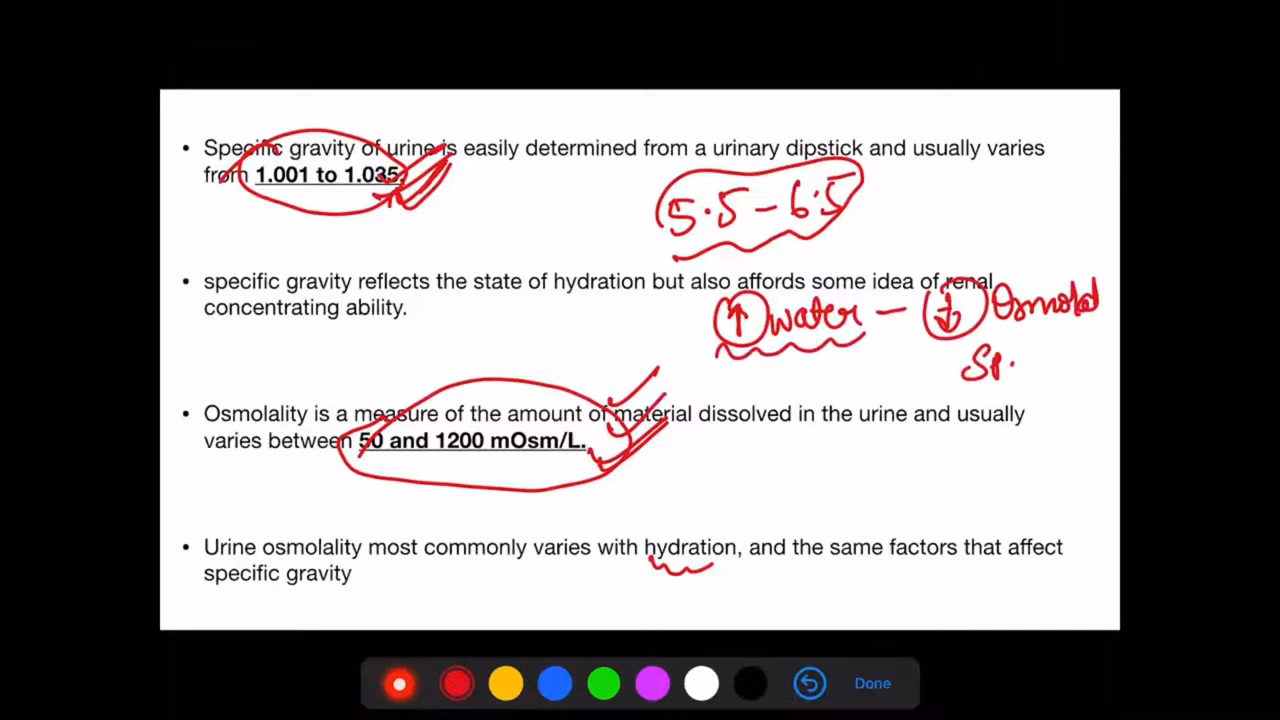 • Specific gravity of urine is easily determined from a urinary dipstick and usually varies
from 1.001 to 1.035.
5.5 - 6.5
• specific gravity reflects the state of hydration but also affords some idea of renal
concentrating ability.
↑ water - ↓ Osmolal
Sp.
• Osmolality is a measure of the amount of material dissolved in the urine and usually
varies between 50 and 1200 mOsm/L.
• Urine osmolality most commonly varies with hydration, and the same factors that affect
specific gravity
Done